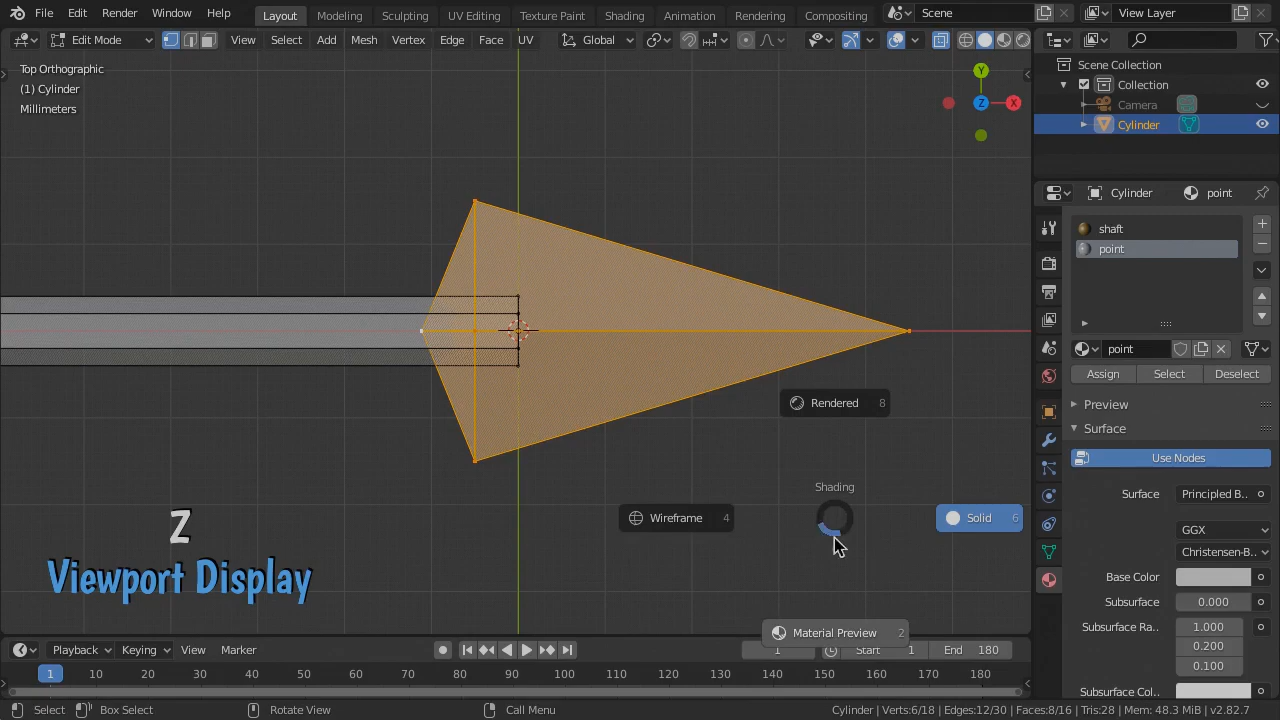 File Edit Render Window Help Layout Modeling Sculpting UV Editing Texture Paint Shading Animation Rendering Compositing Scene View Layer
Edit Mode View Select Add Mesh Vertex Edge Face UV Global
Top Orthographic
(1) Cylinder
Millimeters
Y
Z
X
Scene Collection
Collection
Camera
Cylinder
Cylinder point
shaft
point
point
Assign Select Deselect
Preview
Surface
Use Nodes
Surface Principled B..
GGX
Christensen-B..
Base Color
Subsurface 0.000
Subsurface Ra.. 1.000
0.200
0.100
Subsurface Col..
Rendered 8
Shading
Wireframe 4
Solid 6
Material Preview 2
Z
Viewport Display
Playback Keying View Marker 1 Start 1 End 180
1 10 20 30 40 50 60 70 80 90 100 110 120 130 140 150 160 170 180
Select Box Select Rotate View Call Menu Cylinder | Verts:6/18 | Edges:12/30 | Faces:8/16 | Tris:28 | Mem: 48.3 MiB | v2.82.7